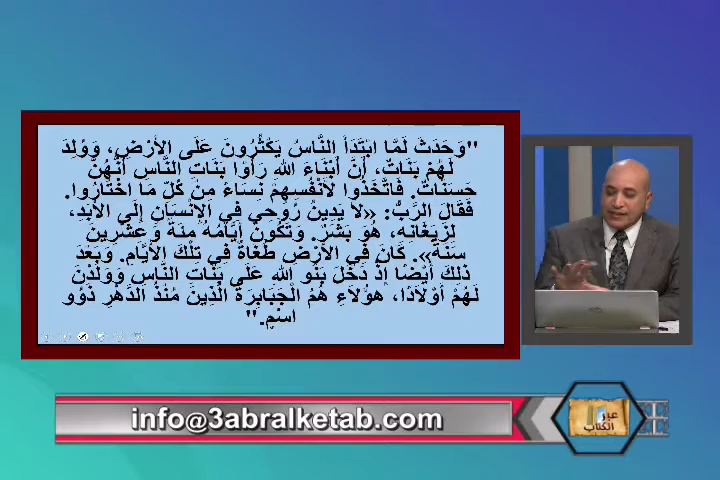 "وَحَدَثَ لَمَّا ابْتَدَأَ النَّاسُ يَكْثُرُونَ عَلَى الأَرْضِ، وَوُلِدَ
لَهُمْ بَنَاتٌ، أَنَّ أَبْنَاءَ اللهِ رَأَوْا بَنَاتِ النَّاسِ أَنَّهُنَّ
حَسَنَاتٌ. فَاتَّخَذُوا لأَنْفُسِهِمْ نِسَاءً مِنْ كُلِّ مَا اخْتَارُوا.
فَقَالَ الرَّبُّ: «لا يَدِينُ رُوحِي فِي الإِنْسَانِ إِلَى الأَبَدِ،
لِزَيَغَانِهِ، هُوَ بَشَرٌ. وَتَكُونُ أَيَّامُهُ مِئَةً وَعِشْرِينَ
سَنَةً». كَانَ فِي الأَرْضِ طُغَاةٌ فِي تِلْكَ الأَيَّامِ. وَبَعْدَ
ذلِكَ أَيْضًا إِذْ دَخَلَ بَنُو اللهِ عَلَى بَنَاتِ النَّاسِ وَوَلَدْنَ
لَهُمْ أَوْلاَدًا، هؤُلاَءِ هُمُ الْجَبَابِرَةُ الَّذِينَ مُنْذُ الدَّهْرِ ذَوُو
اسْمٍ."
info@3abralketab.com
عبر
الكتاب